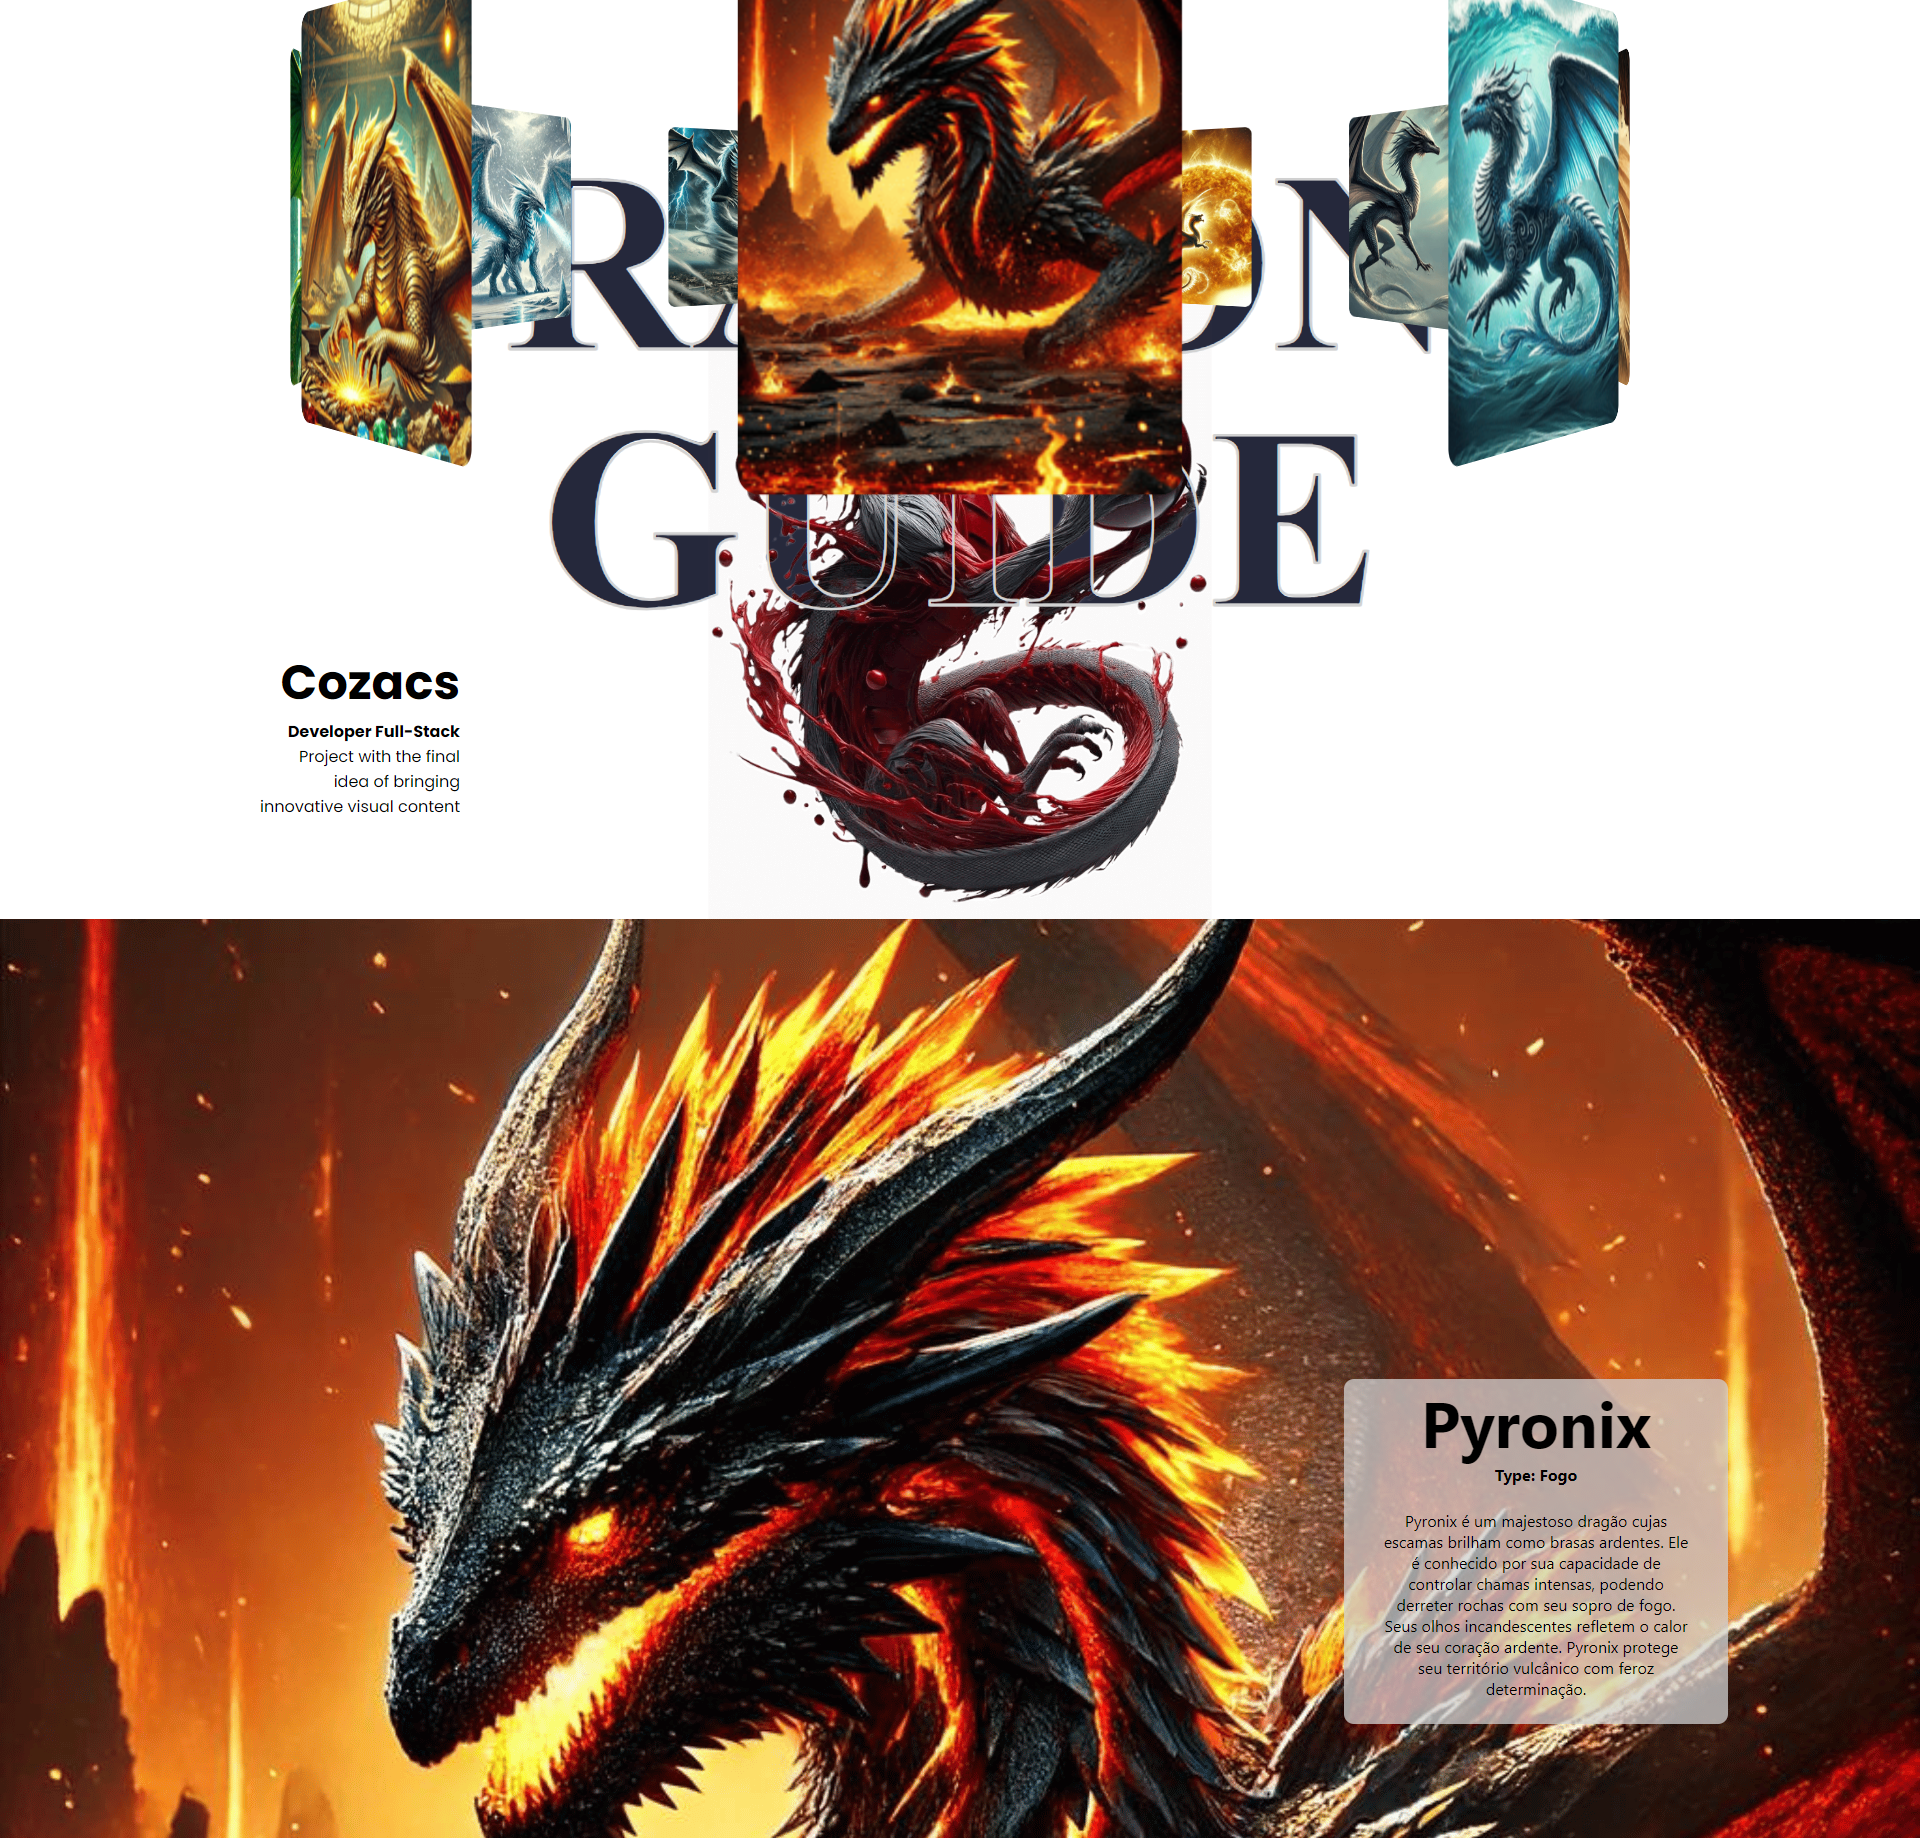 GUIDE
Cozacs
Developer Full-Stack
Project with the final
idea of bringing
innovative visual content
Pyronix
Type: Fogo
Pyronix é um majestoso dragão cujas
escamas brilham como brasas ardentes. Ele
é conhecido por sua capacidade de
controlar chamas intensas, podendo
derreter rochas com seu sopro de fogo.
Seus olhos incandescentes refletem o calor
de seu coração ardente. Pyronix protege
seu território vulcânico com feroz
determinação.